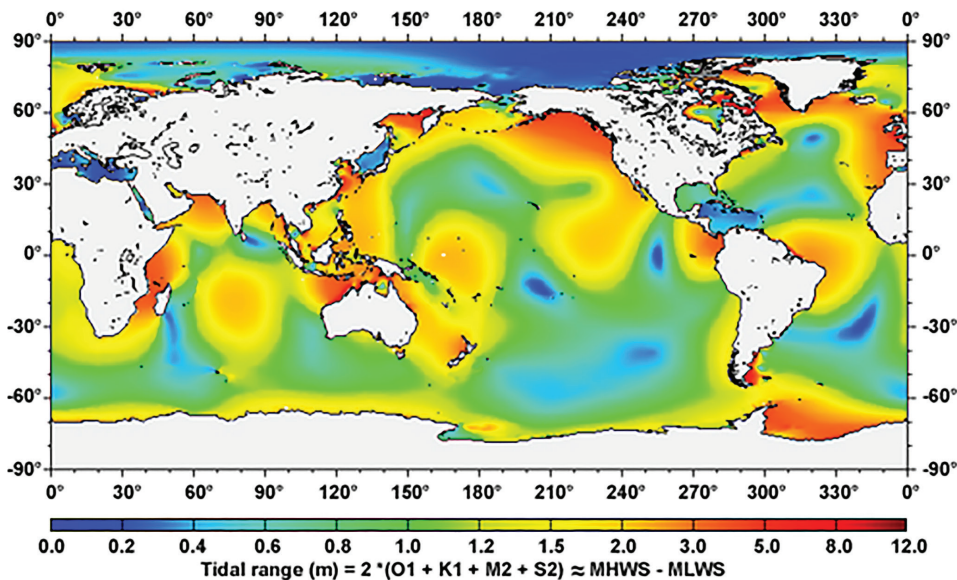 0° 30° 60° 90° 120° 150° 180° 210° 240° 270° 300° 330° 0°
90° 90°
60° 60°
30° 30°
0° 0°
-30° -30°
-60° -60°
-90° -90°
0° 30° 60° 90° 120° 150° 180° 210° 240° 270° 300° 330° 0°
0.0 0.2 0.4 0.6 0.8 1.0 1.2 1.5 2.0 3.0 5.0 8.0 12.0
Tidal range (m) = 2 *(O1 + K1 + M2 + S2) ≈ MHWS - MLWS